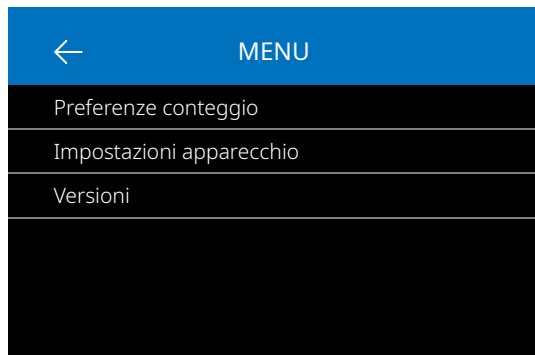 MENU
Preferenze conteggio
Impostazioni apparecchio
Versioni